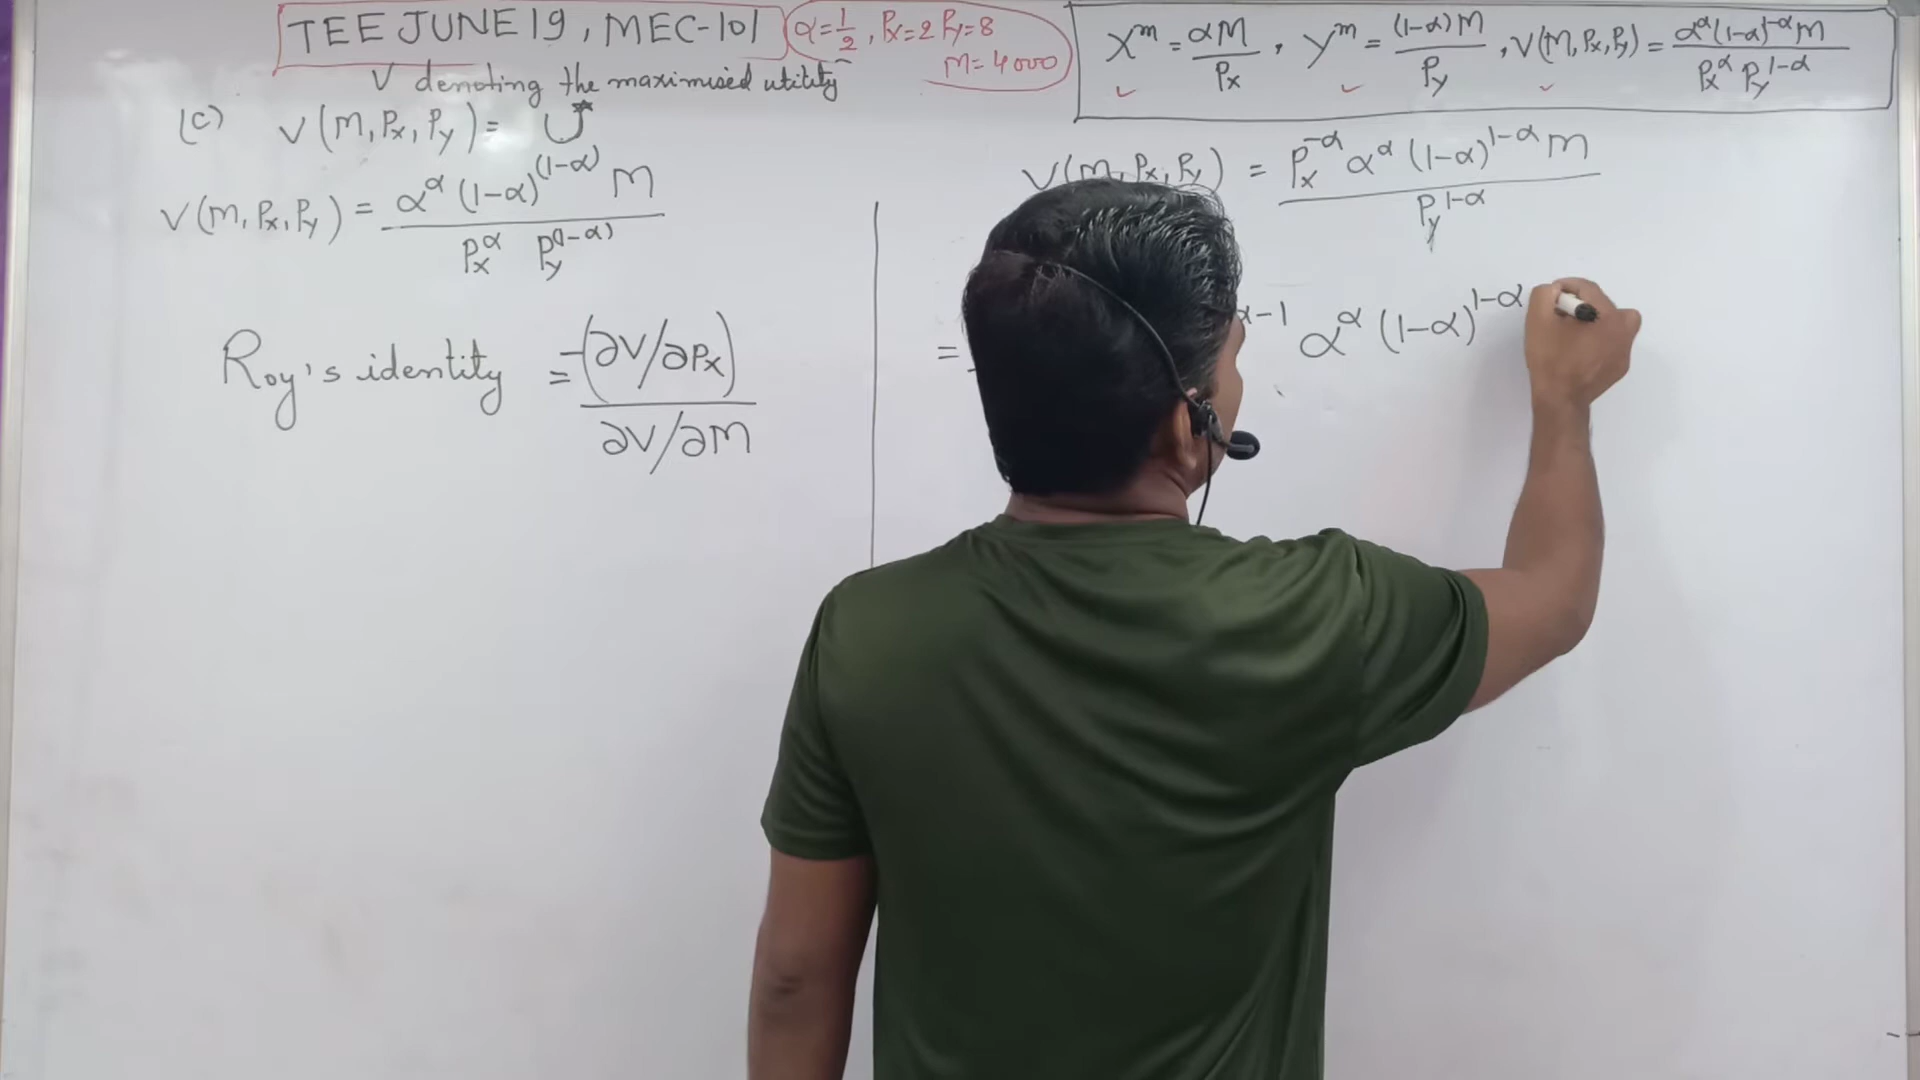 TEE JUNE 19, MEC-101
α=1/2, Px=2 Py=8
M=4000
X^m = αM/Px, Y^m = (1-α)M/Py, V(M,Px,Py) = α^α(1-α)^(1-α)M / Px^α Py^(1-α)
V denoting the maximised utility
(c) V(M,Px,Py) = U*
V(M,Px,Py) = α^α (1-α)^(1-α) M / Px^α Py^(1-α)
Roy's identity = -(∂V/∂Px) / ∂V/∂M
V(M,Px,Py) = Px^-α α^α (1-α)^(1-α) M / Py^(1-α)
= α-1 α^α (1-α)^(1-α)